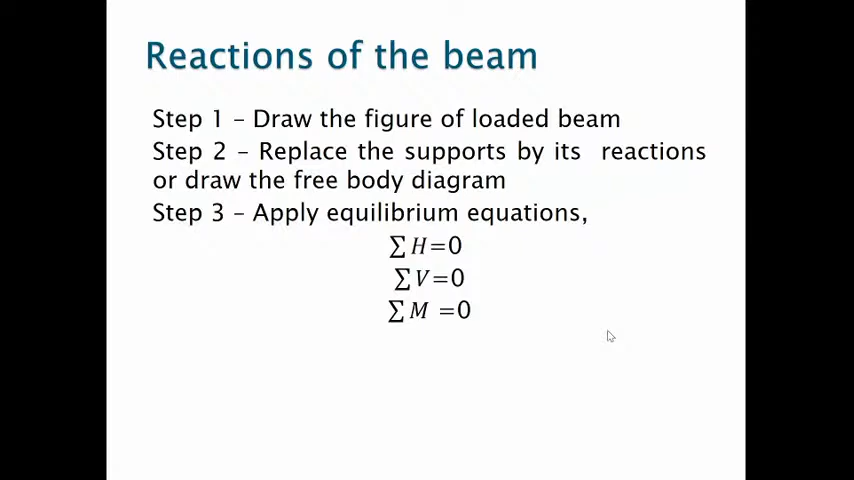 Reactions of the beam
Step 1 – Draw the figure of loaded beam
Step 2 – Replace the supports by its reactions
or draw the free body diagram
Step 3 – Apply equilibrium equations,
∑ H=0
∑ V=0
∑ M =0